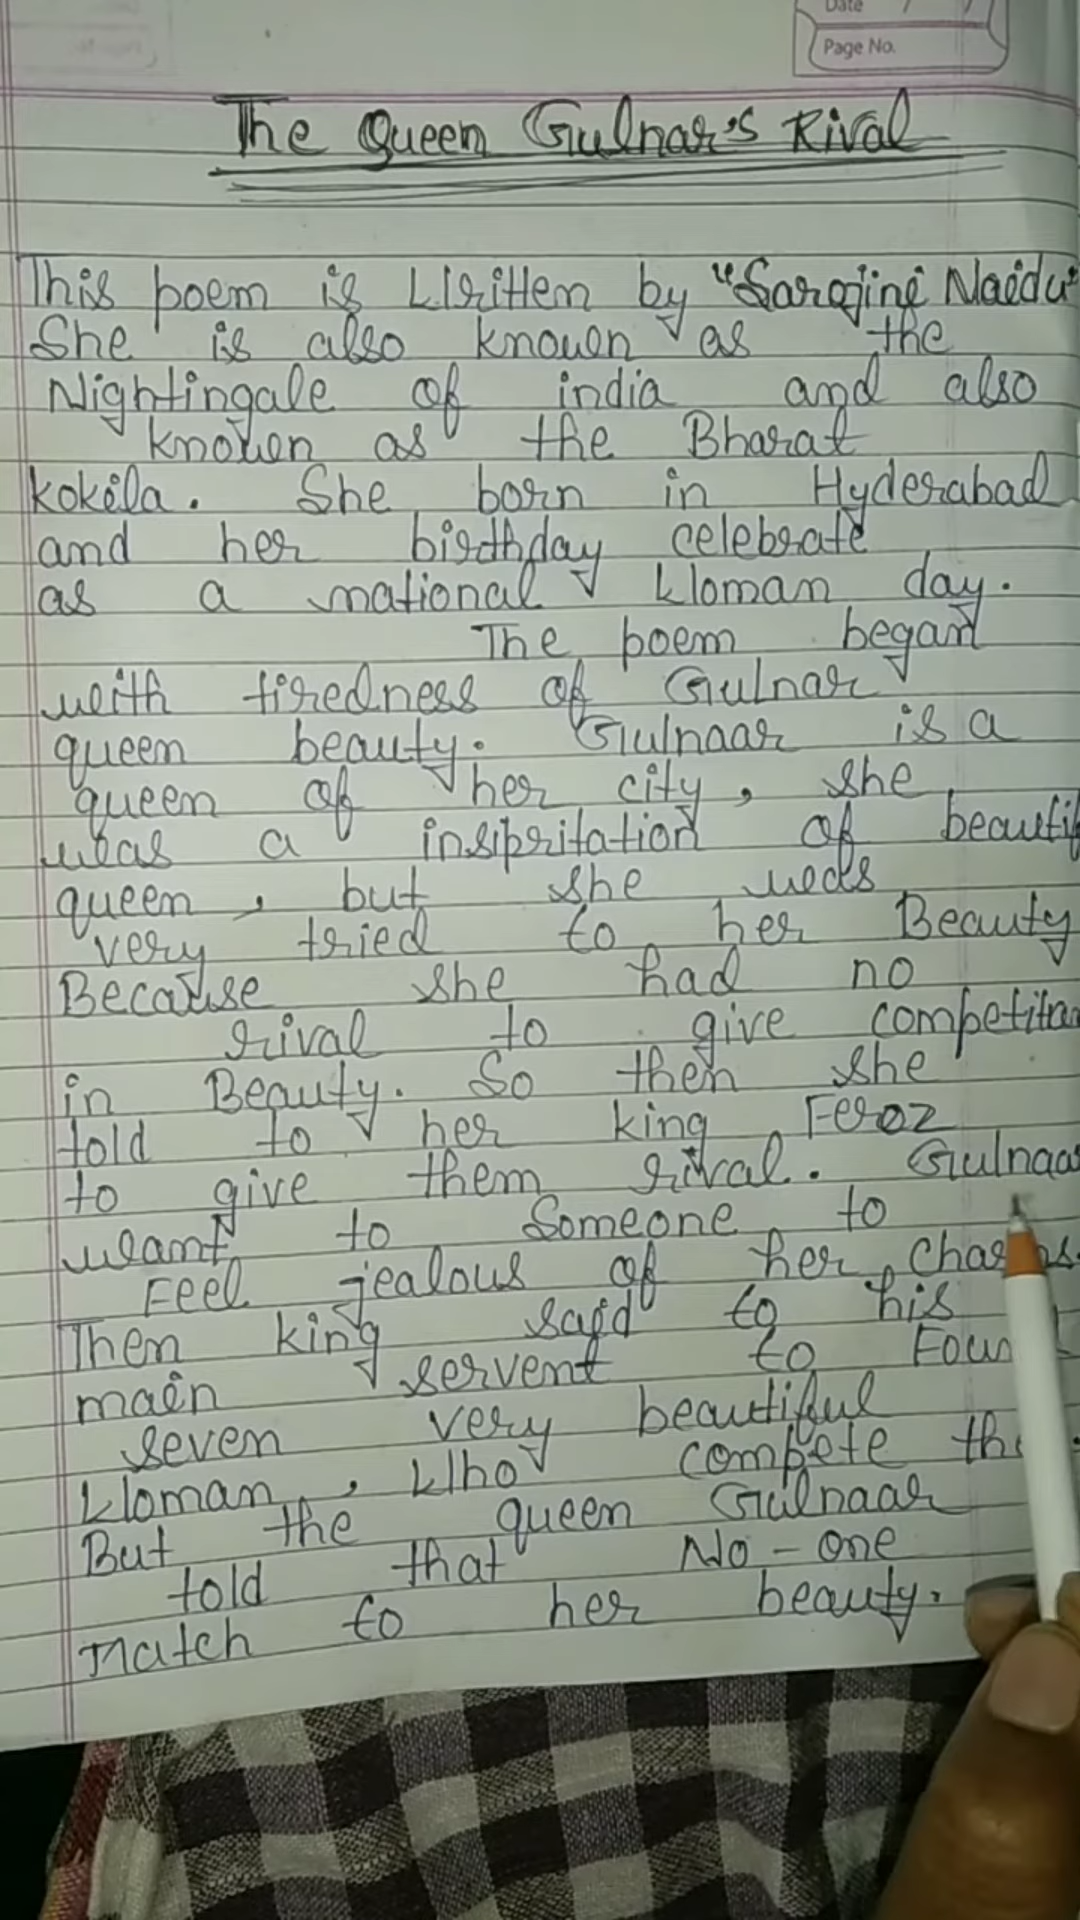 Date / /
Page No.
The Queen Gulnar's Rival
This poem is Written by "Sarojini Naidu"
She is also known as the
Nightingale of india and also
known as the Bharat
kokila. She born in Hyderabad
and her birthday celebrate
as a national Woman day.
The poem began
with tiredness of Gulnar
queen beauty. Gulnaar is a
queen of her city, she
was a insipritation of beautif
queen, but she was
very tried to her Beauty
Because she had no
rival to give competi
in Beauty. So then she
told to her king Feroz
to give them rival. Gulnaa
want to Someone to
Feel jealous of her
Then king said to his
main servent to
seven very beautiful
Woman, Who compete
But the queen Gulnaar
told that No-one
Match to her beauty.